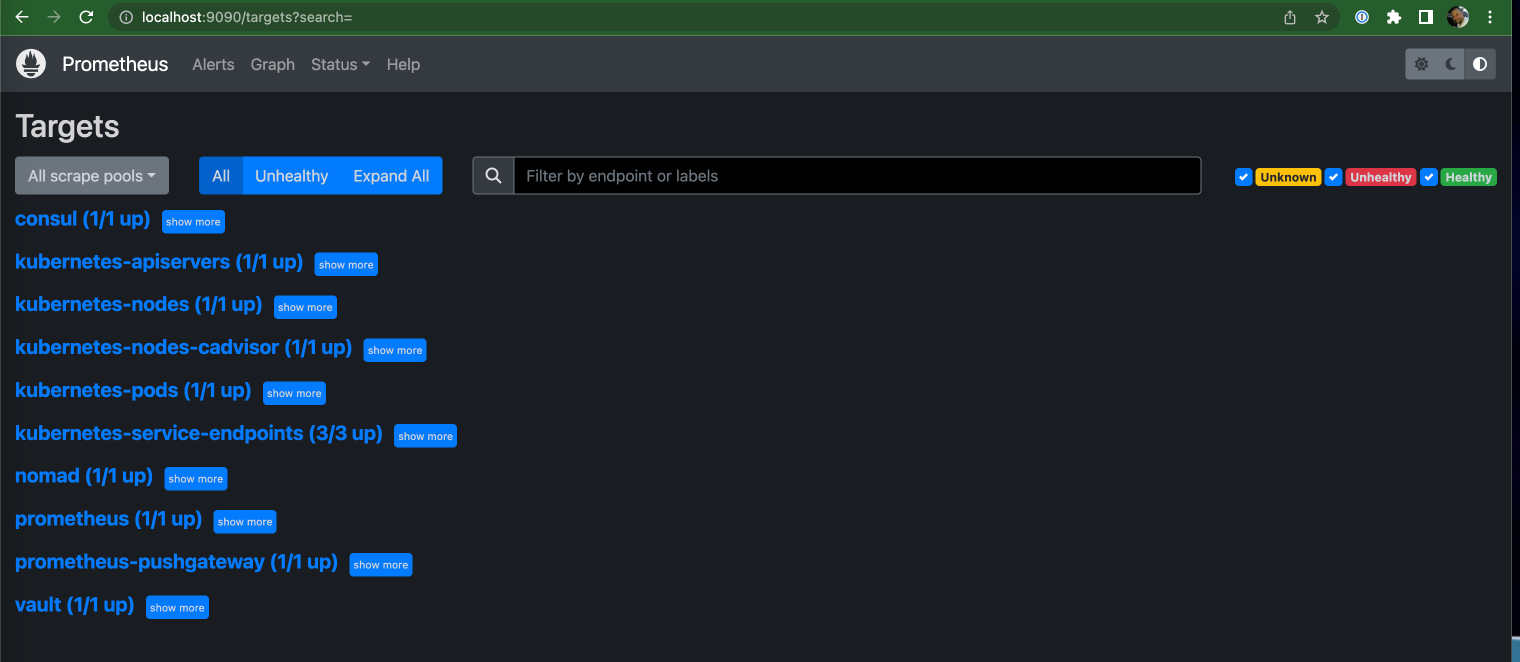 localhost:9090/targets?search=
Prometheus Alerts Graph Status Help
Targets
All scrape pools All Unhealthy Expand All Filter by endpoint or labels Unknown Unhealthy Healthy
consul (1/1 up) show more
kubernetes-apiservers (1/1 up) show more
kubernetes-nodes (1/1 up) show more
kubernetes-nodes-cadvisor (1/1 up) show more
kubernetes-pods (1/1 up) show more
kubernetes-service-endpoints (3/3 up) show more
nomad (1/1 up) show more
prometheus (1/1 up) show more
prometheus-pushgateway (1/1 up) show more
vault (1/1 up) show more